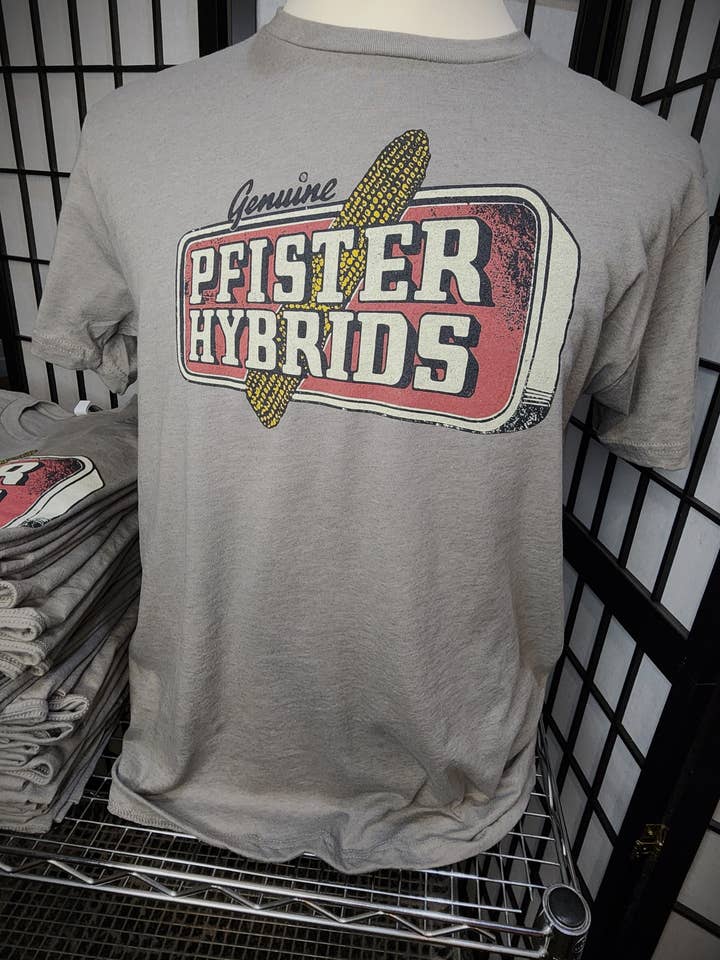 Genuine
PFISTER
HYBRIDS